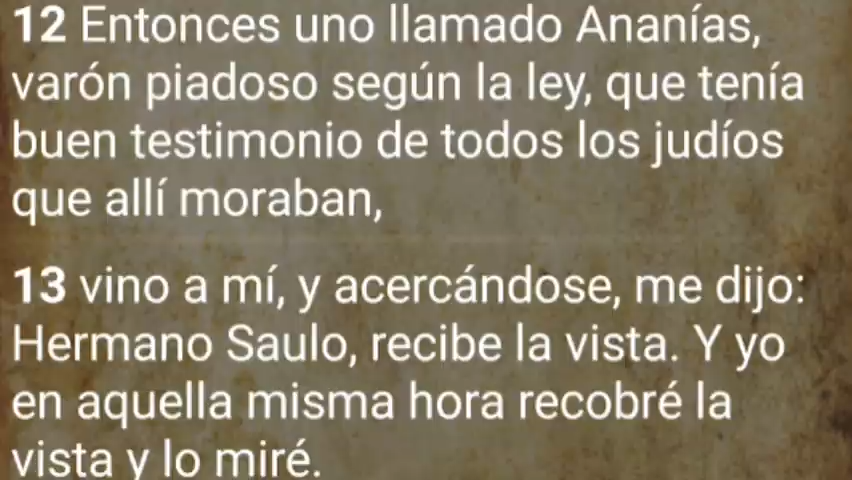 12 Entonces uno llamado Ananías,
varón piadoso según la ley, que tenía
buen testimonio de todos los judíos
que allí moraban,
13 vino a mí, y acercándose, me dijo:
Hermano Saulo, recibe la vista. Y yo
en aquella misma hora recobré la
vista y lo miré.